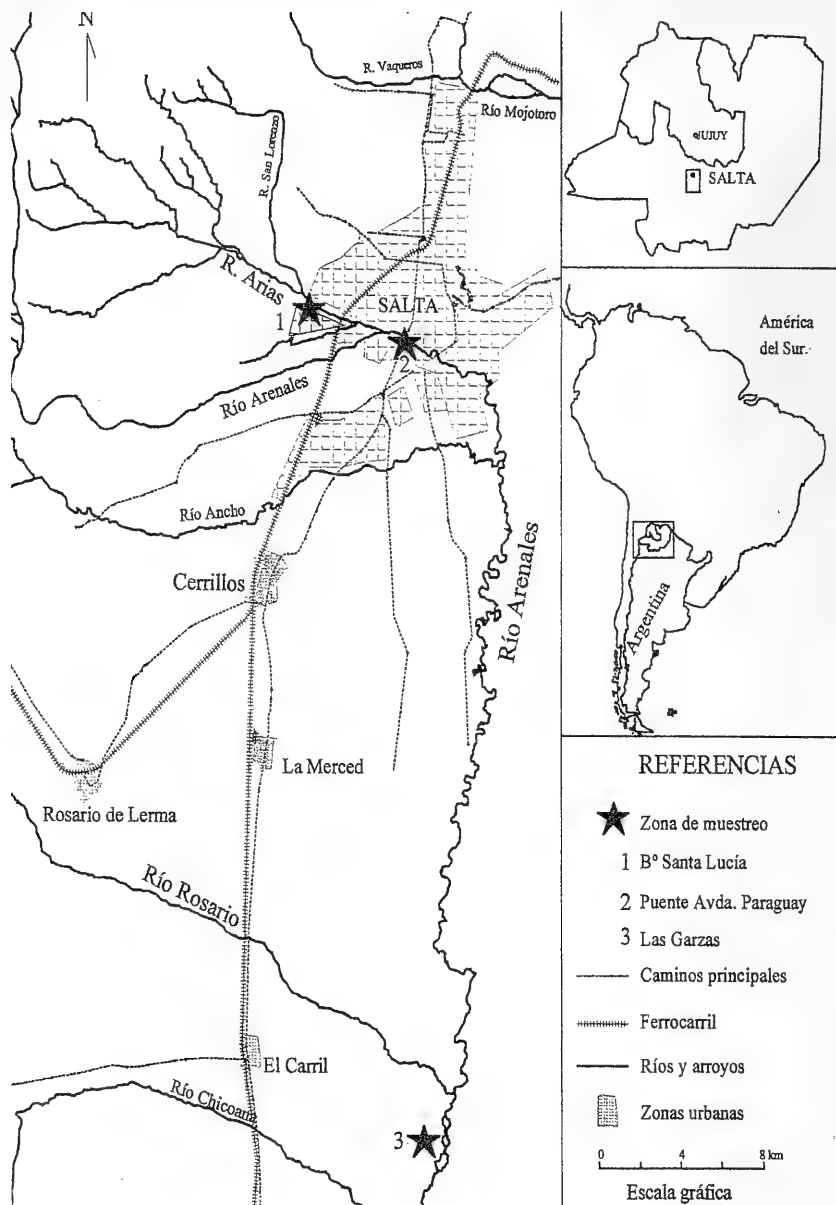 N
R. Vaqueros
Río Mojotoro
R. San Lorenzo
R. Arias
SALTA
1
2
Río Arenales
Río Ancho
Cerrillos
Río Arenales
La Merced
Rosario de Lerma
Río Rosario
El Carril
Río Chicoana
3
JUJUY
SALTA
América
del Sur.
Argentina
REFERENCIAS
Zona de muestreo
1 Bº Santa Lucía
2 Puente Avda. Paraguay
3 Las Garzas
Caminos principales
Ferrocarril
Ríos y arroyos
Zonas urbanas
0 4 8 km
Escala gráfica